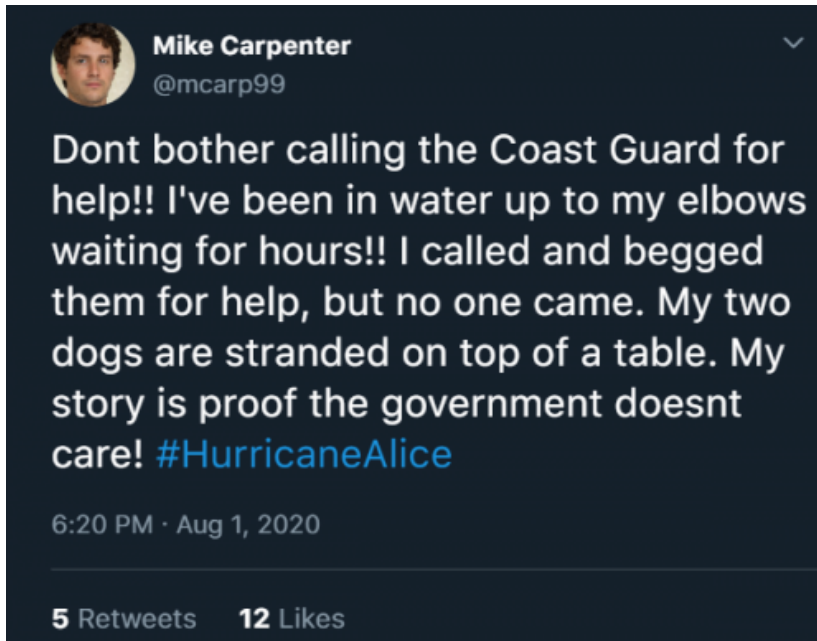 Mike Carpenter
@mcarp99
Dont bother calling the Coast Guard for
help!! I've been in water up to my elbows
waiting for hours!! I called and begged
them for help, but no one came. My two
dogs are stranded on top of a table. My
story is proof the government doesnt
care! #HurricaneAlice
6:20 PM · Aug 1, 2020
5 Retweets 12 Likes